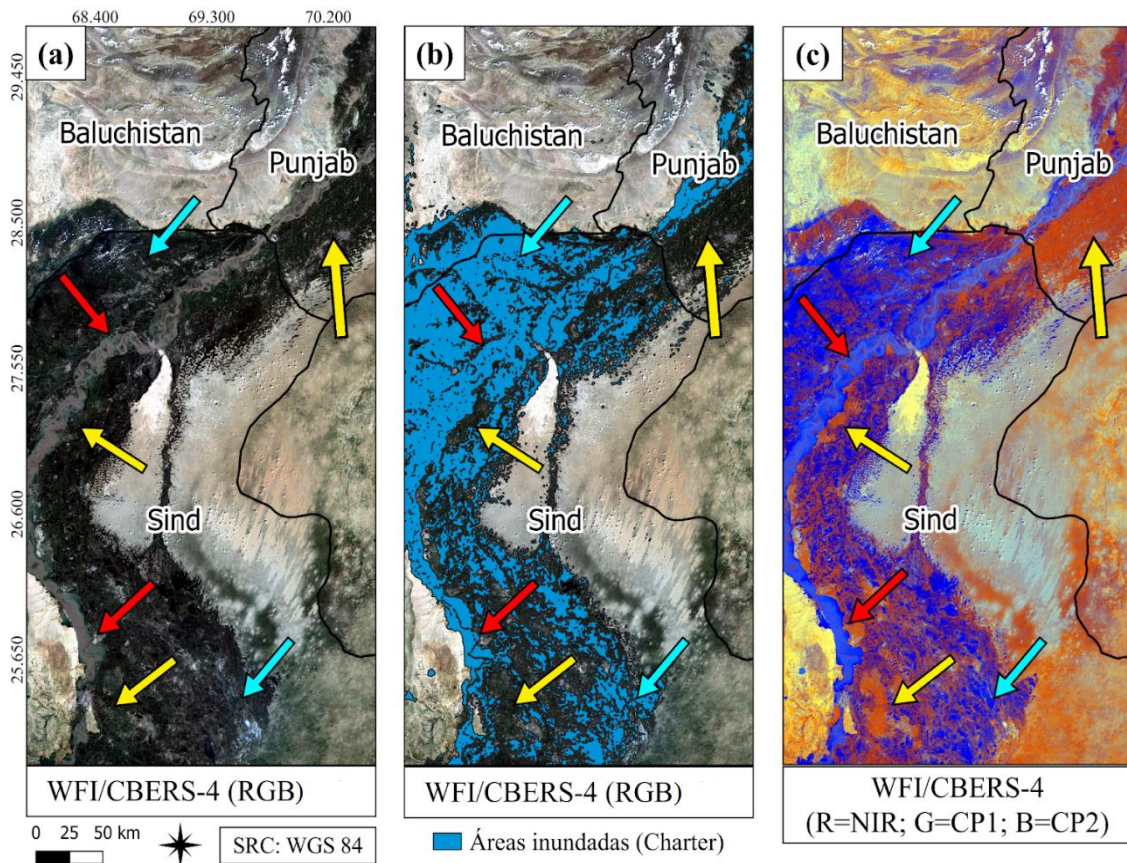 68.400 69.300 70.200
(a)
29.450
28.500
27.550
26.600
25.650
Baluchistan
Punjab
Sind
WFI/CBERS-4 (RGB)
0 25 50 km
SRC: WGS 84
(b)
Baluchistan
Punjab
Sind
WFI/CBERS-4 (RGB)
Áreas inundadas (Charter)
(c)
Baluchistan
Punjab
Sind
WFI/CBERS-4
(R=NIR; G=CP1; B=CP2)